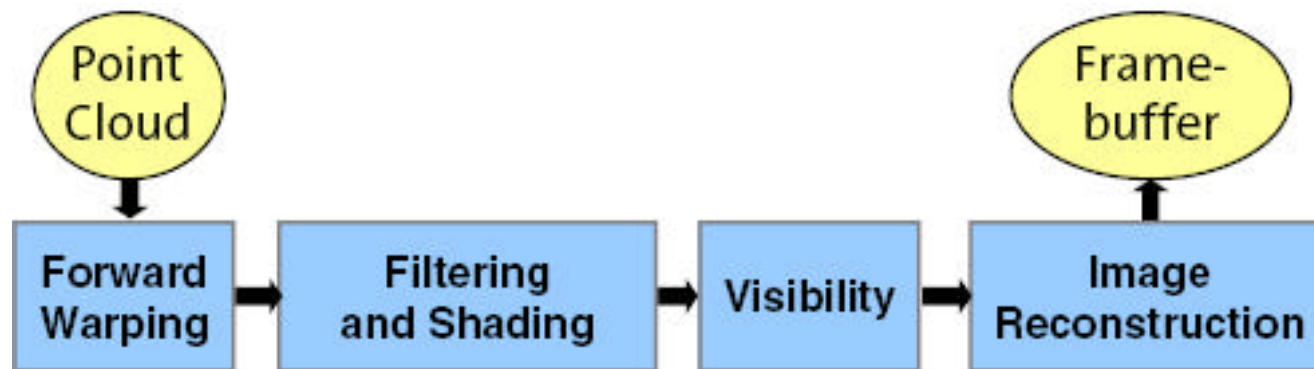 Point
Cloud
Frame-
buffer
Forward
Warping
Filtering
and Shading
Visibility
Image
Reconstruction